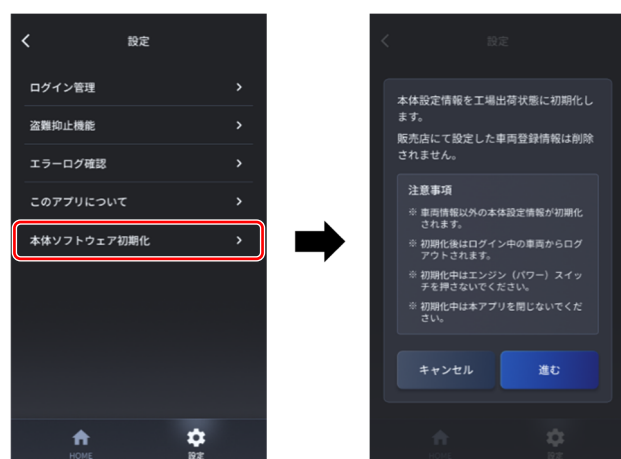 設定
ログイン管理
盗難抑止機能
エラーログ確認
このアプリについて
本体ソフトウェア初期化
HOME
設定
設定
本体設定情報を工場出荷状態に初期化し
ます。
販売店にて設定した車両登録情報は削除
されません。
注意事項
※ 車両情報以外の本体設定情報が初期化
されます。
※ 初期化後はログイン中の車両からログ
アウトされます。
※ 初期化中はエンジン（パワー）スイッ
チを押さないでください。
※ 初期化中は本アプリを閉じないでくだ
さい。
キャンセル
進む
HOME
設定